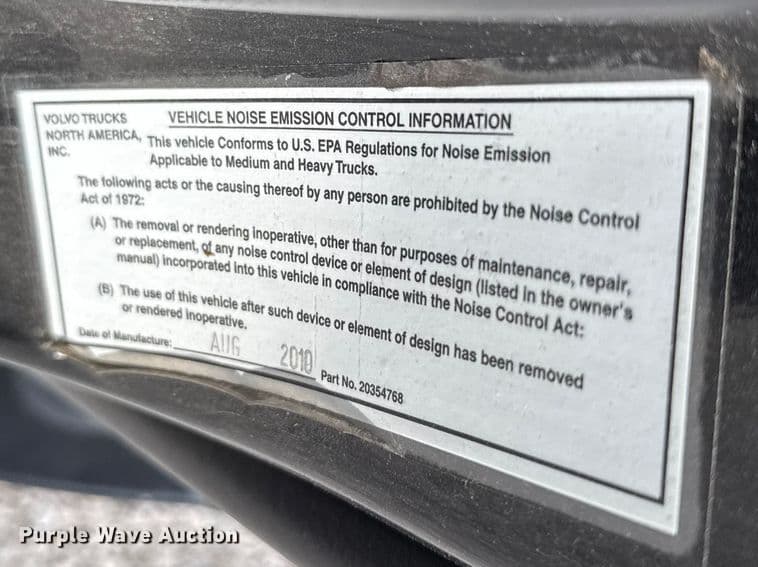 VOLVO TRUCKS
NORTH AMERICA,
INC.
VEHICLE NOISE EMISSION CONTROL INFORMATION
This vehicle Conforms to U.S. EPA Regulations for Noise Emission
Applicable to Medium and Heavy Trucks.
The following acts or the causing thereof by any person are prohibited by the Noise Control
Act of 1972:
(A) The removal or rendering inoperative, other than for purposes of maintenance, repair,
or replacement, of any noise control device or element of design (listed in the owner's
manual) incorporated into this vehicle in compliance with the Noise Control Act:
(B) The use of this vehicle after such device or element of design has been removed
or rendered inoperative.
Date of Manufacture: AUG 2010
Part No. 20354768
Purple Wave Auction